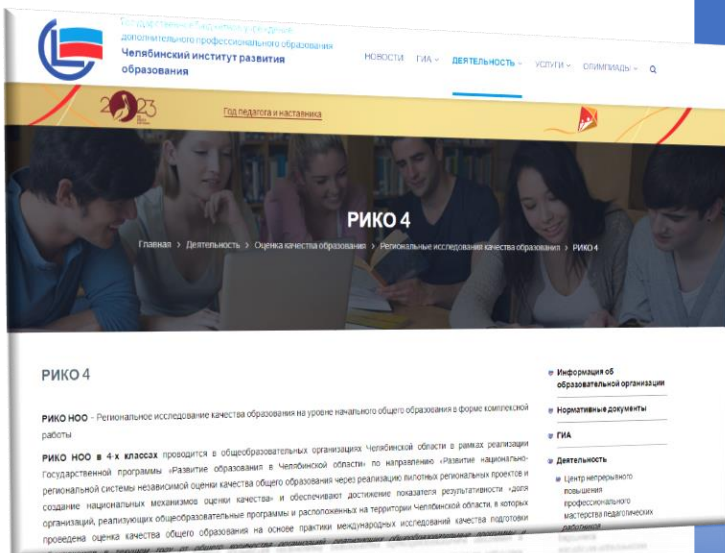 Государственное бюджетное учреждение
дополнительного профессионального образования
Челябинский институт развития
образования
НОВОСТИ ГИА ДЕЯТЕЛЬНОСТЬ УСЛУГИ ОЛИМПИАДЫ
2023
Год педагога и наставника
РИКО 4
Главная > Деятельность > Оценка качества образования > Региональные исследования качества образования > РИКО 4
РИКО 4
РИКО НОО – Региональное исследование качества образования на уровне начального общего образования в форме комплексной
работы
РИКО НОО в 4-х классах проводится в общеобразовательных организациях Челябинской области в рамках реализации
Государственной программы «Развитие образования в Челябинской области» по направлению «Развитие национально-
региональной системы независимой оценки качества общего образования через реализацию пилотных региональных проектов и
создание национальных механизмов оценки качества» и обеспечивают достижение показателя результативности «доля
организаций, реализующих общеобразовательные программы и расположенных на территории Челябинской области, в которых
проведена оценка качества общего образования на основе практики международных исследований качества подготовки
Информация об
образовательной организации
Нормативные документы
ГИА
Деятельность
Центр непрерывного
повышения
профессионального
мастерства педагогических
работников